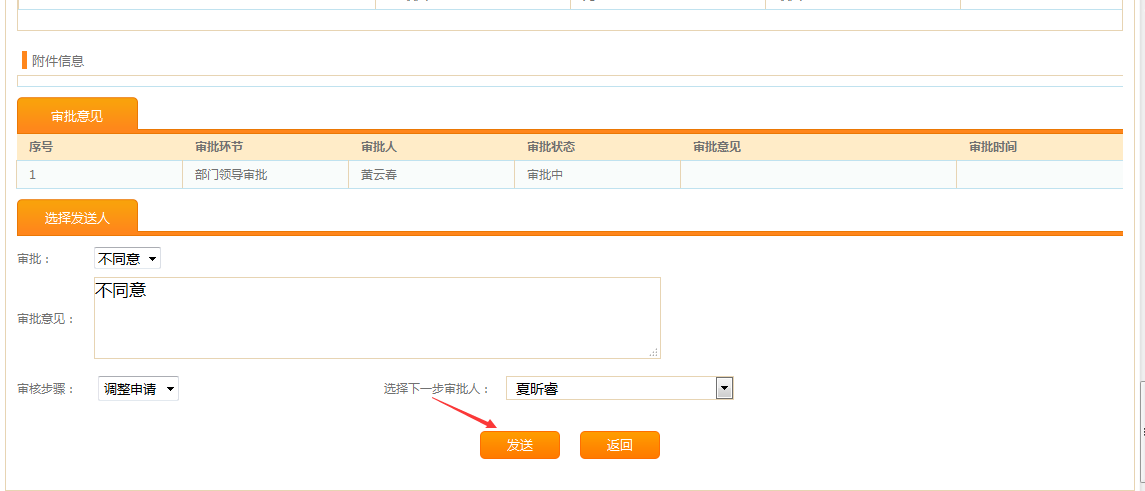 附件信息
审批意见
序号 审批环节 审批人 审批状态 审批意见 审批时间
1 部门领导审批 黄云春 审批中
选择发送人
审批： 不同意
审批意见： 不同意
审核步骤： 调整申请 选择下一步审批人： 夏昕睿
发送 返回